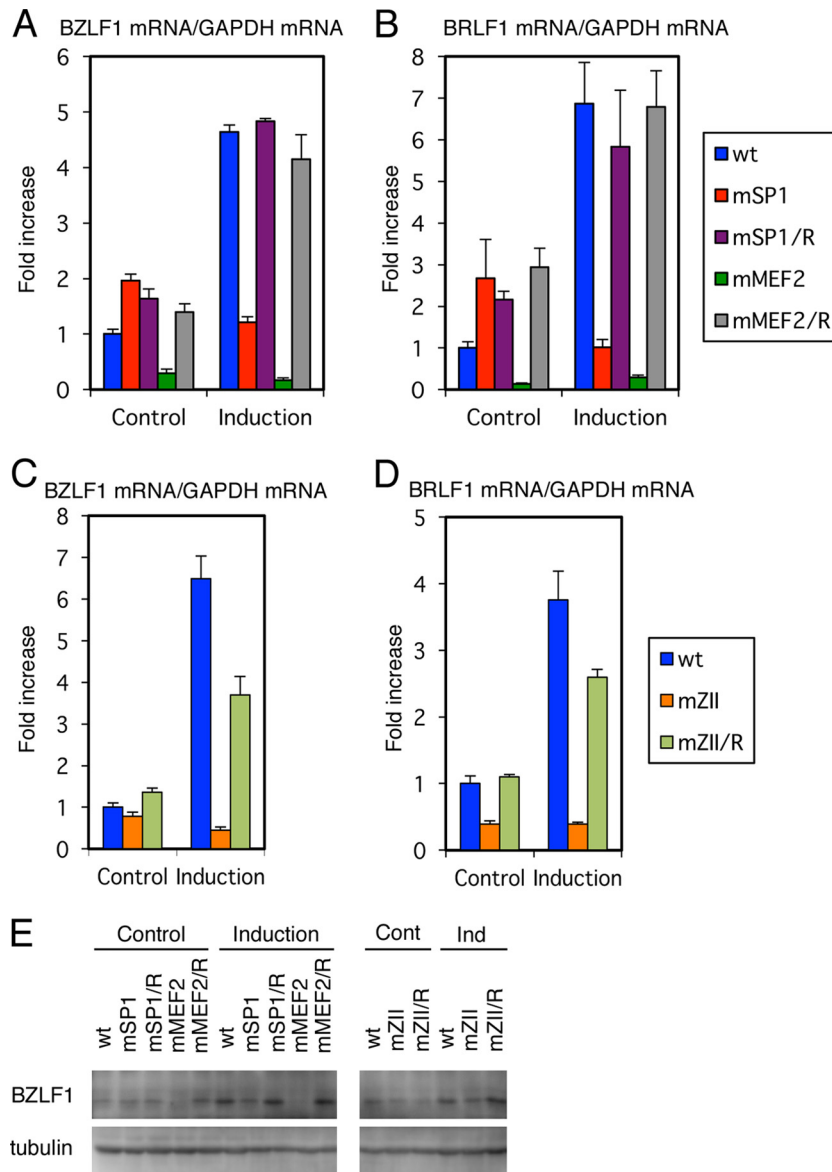 A
BZLF1 mRNA/GAPDH mRNA
Fold increase
6
5
4
3
2
1
0
Control Induction
B
BRLF1 mRNA/GAPDH mRNA
Fold increase
8
7
6
5
4
3
2
1
0
Control Induction
wt
mSP1
mSP1/R
mMEF2
mMEF2/R
C
BZLF1 mRNA/GAPDH mRNA
Fold increase
8
7
6
5
4
3
2
1
0
Control Induction
D
BRLF1 mRNA/GAPDH mRNA
Fold increase
5
4
3
2
1
0
Control Induction
wt
mZII
mZII/R
E
Control Induction Cont Ind
wt mSP1 mSP1/R mMEF2 mMEF2/R wt mSP1 mSP1/R mMEF2 mMEF2/R wt mZII mZII/R wt mZII mZII/R
BZLF1
tubulin